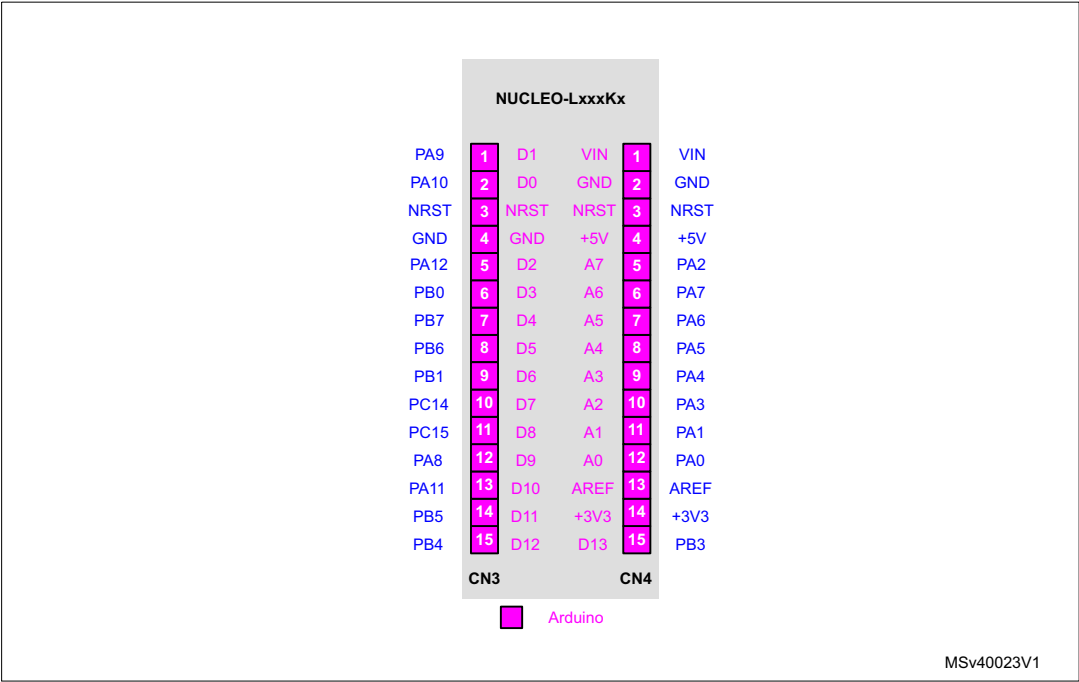 NUCLEO-LxxxKx
PA9 1 D1 VIN 1 VIN
PA10 2 D0 GND 2 GND
NRST 3 NRST NRST 3 NRST
GND 4 GND +5V 4 +5V
PA12 5 D2 A7 5 PA2
PB0 6 D3 A6 6 PA7
PB7 7 D4 A5 7 PA6
PB6 8 D5 A4 8 PA5
PB1 9 D6 A3 9 PA4
PC14 10 D7 A2 10 PA3
PC15 11 D8 A1 11 PA1
PA8 12 D9 A0 12 PA0
PA11 13 D10 AREF 13 AREF
PB5 14 D11 +3V3 14 +3V3
PB4 15 D12 D13 15 PB3
CN3 CN4
Arduino
MSv40023V1